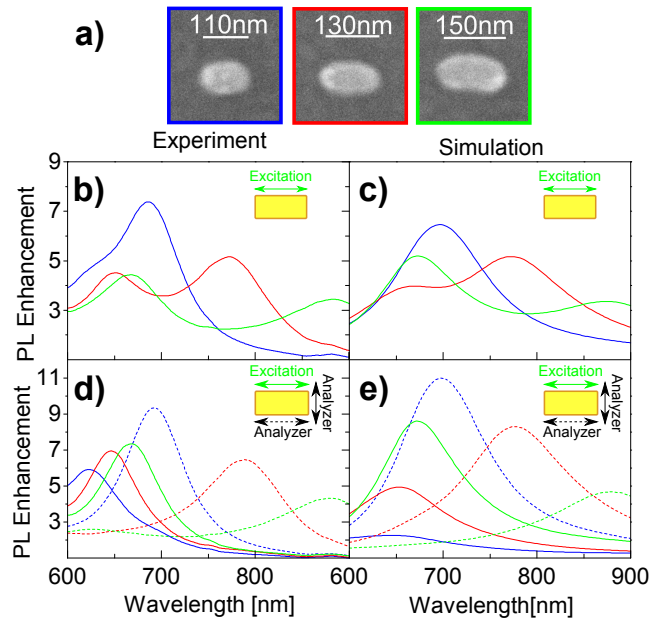 a)
110nm
130nm
150nm
Experiment
Simulation
b)
Excitation
c)
Excitation
PL Enhancement
9
7
5
3
d)
Excitation
Analyzer
Analyzer
e)
Excitation
Analyzer
Analyzer
PL Enhancement
11
9
7
5
3
600
700
800
600
700
800
900
Wavelength [nm]
Wavelength[nm]